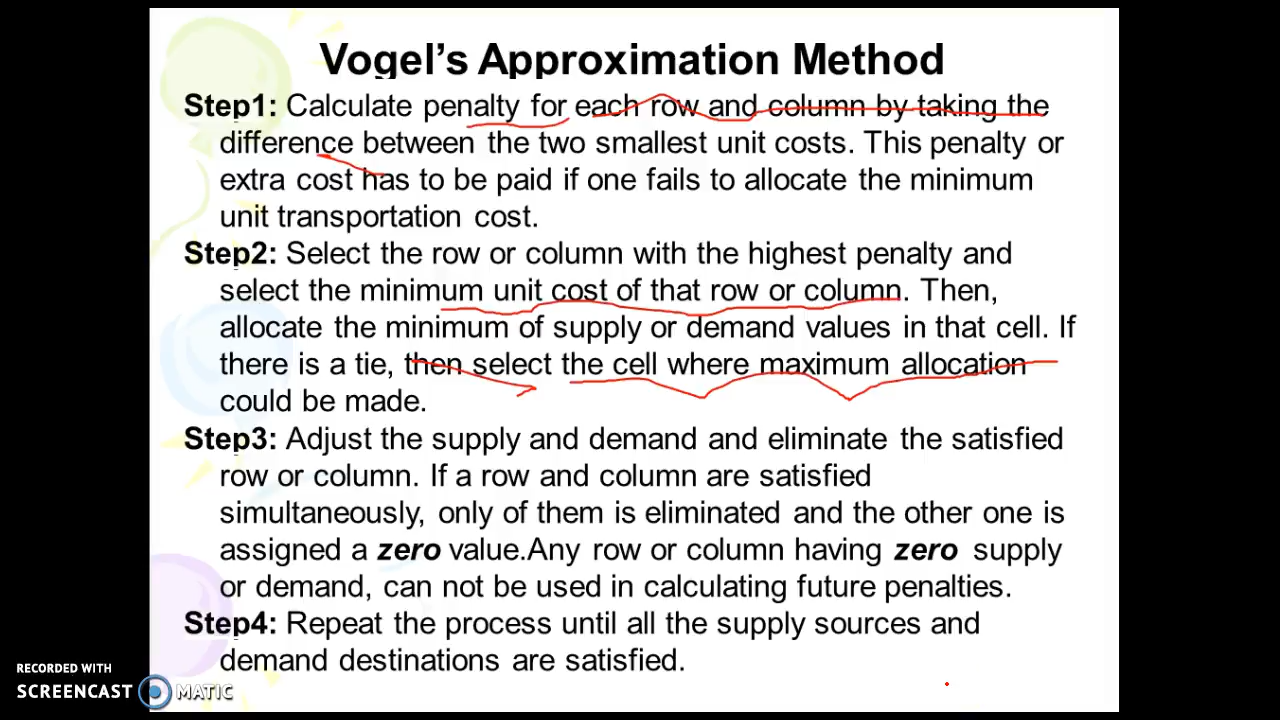 Vogel's Approximation Method
Step1: Calculate penalty for each row and column by taking the
difference between the two smallest unit costs. This penalty or
extra cost has to be paid if one fails to allocate the minimum
unit transportation cost.
Step2: Select the row or column with the highest penalty and
select the minimum unit cost of that row or column. Then,
allocate the minimum of supply or demand values in that cell. If
there is a tie, then select the cell where maximum allocation
could be made.
Step3: Adjust the supply and demand and eliminate the satisfied
row or column. If a row and column are satisfied
simultaneously, only of them is eliminated and the other one is
assigned a zero value.Any row or column having zero supply
or demand, can not be used in calculating future penalties.
Step4: Repeat the process until all the supply sources and
demand destinations are satisfied.
RECORDED WITH
SCREENCAST MATIC